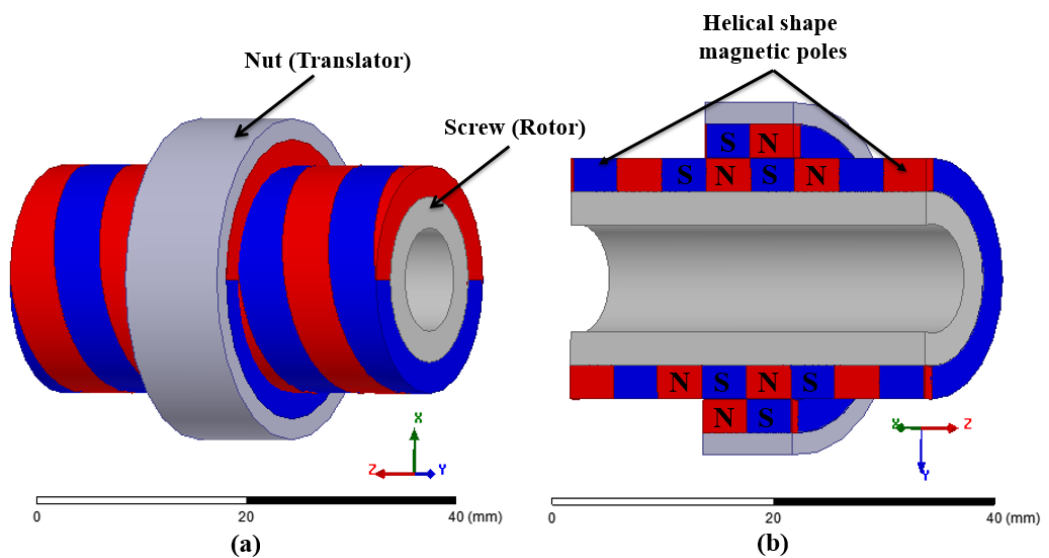 Nut (Translator)
Screw (Rotor)
X
Z
Y
0
20
40 (mm)
(a)
Helical shape
magnetic poles
S N
S N S N
N S N S
N S
X
Z
Y
0
20
40 (mm)
(b)